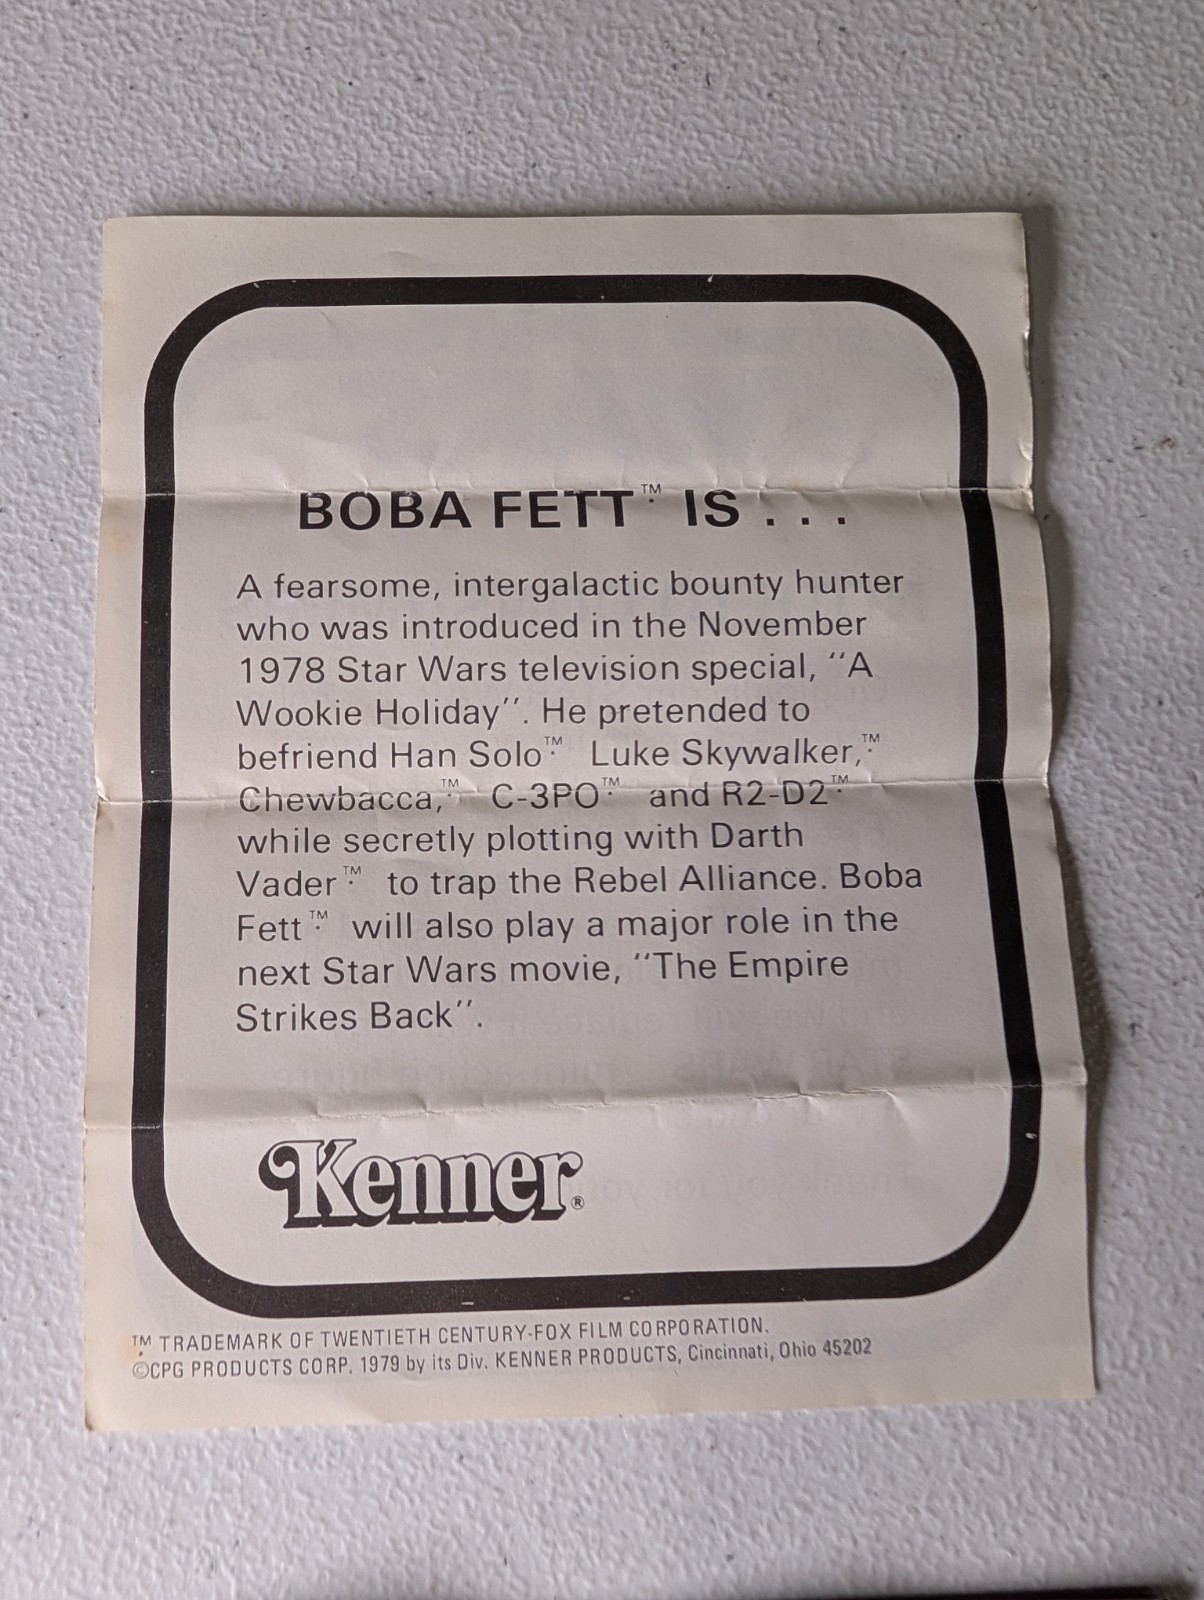 BOBA FETT™ IS . . .
A fearsome, intergalactic bounty hunter
who was introduced in the November
1978 Star Wars television special, "A
Wookie Holiday". He pretended to
befriend Han Solo™ Luke Skywalker,™
Chewbacca,™ C-3PO™ and R2-D2™
while secretly plotting with Darth
Vader™ to trap the Rebel Alliance. Boba
Fett™ will also play a major role in the
next Star Wars movie, "The Empire
Strikes Back".
Kenner®
™ TRADEMARK OF TWENTIETH CENTURY-FOX FILM CORPORATION.
©CPG PRODUCTS CORP. 1979 by its Div. KENNER PRODUCTS, Cincinnati, Ohio 45202